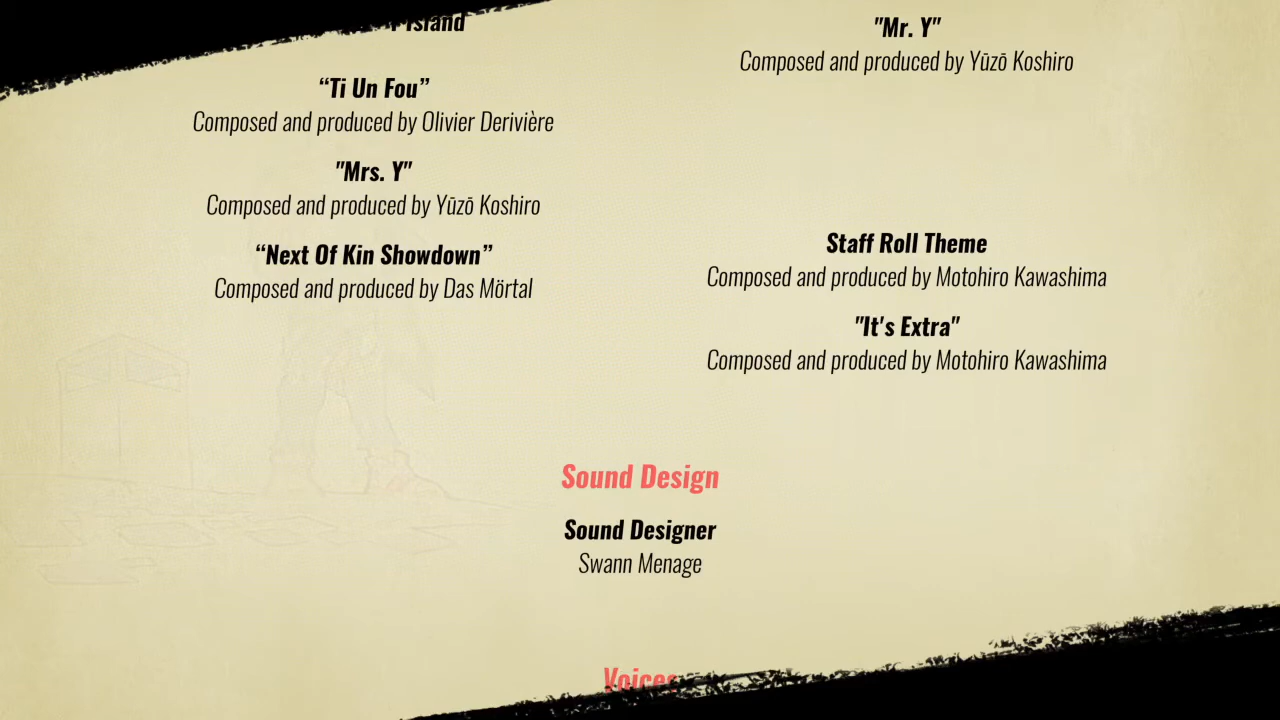 Island
“Ti Un Fou”
Composed and produced by Olivier Derivière
"Mrs. Y"
Composed and produced by Yūzō Koshiro
“Next Of Kin Showdown”
Composed and produced by Das Mörtal
"Mr. Y"
Composed and produced by Yūzō Koshiro
Staff Roll Theme
Composed and produced by Motohiro Kawashima
"It's Extra"
Composed and produced by Motohiro Kawashima
Sound Design
Sound Designer
Swann Menage
Voices